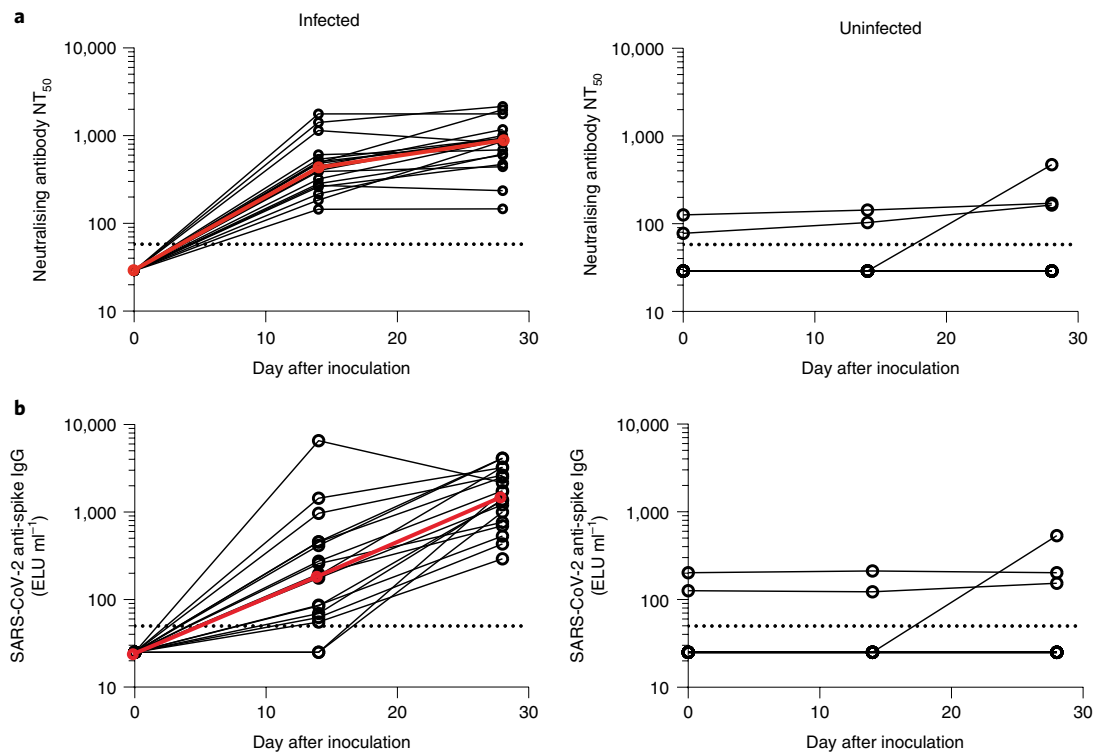 a
Infected
Uninfected
Neutralising antibody NT50
10,000
1,000
100
10
0
10
20
30
Day after inoculation
Neutralising antibody NT50
10,000
1,000
100
10
0
10
20
30
Day after inoculation
b
SARS-CoV-2 anti-spike IgG
(ELU ml−1)
10,000
1,000
100
10
0
10
20
30
Day after inoculation
SARS-CoV-2 anti-spike IgG
(ELU ml−1)
10,000
1,000
100
10
0
10
20
30
Day after inoculation